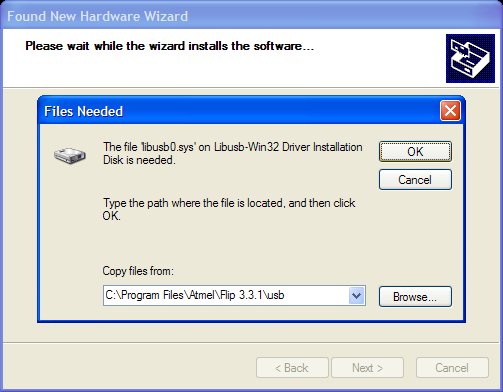 Found New Hardware Wizard
Please wait while the wizard installs the software...
Files Needed
The file 'libusb0.sys' on Libusb-Win32 Driver Installation
Disk is needed.
OK
Cancel
Type the path where the file is located, and then click
OK.
Copy files from:
C:\Program Files\Atmel\Flip 3.3.1\usb
Browse...
< Back
Next >
Cancel